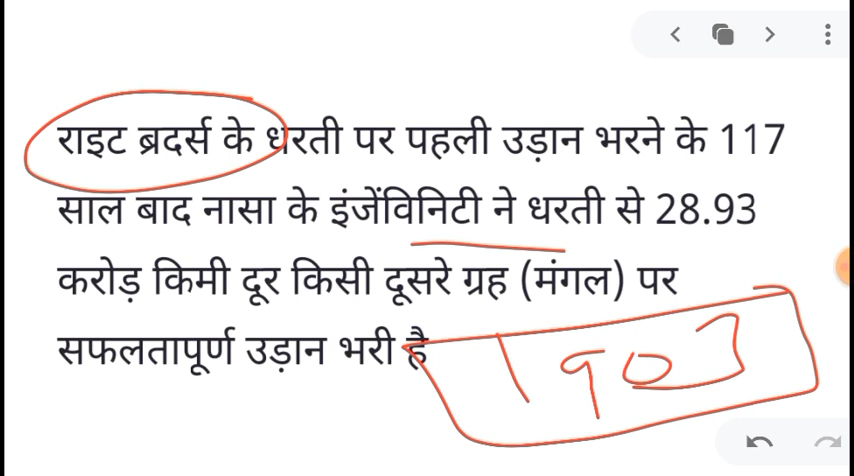 राइट ब्रदर्स के धरती पर पहली उड़ान भरने के 117
साल बाद नासा के इंजेंविनिटी ने धरती से 28.93
करोड़ किमी दूर किसी दूसरे ग्रह (मंगल) पर
सफलतापूर्ण उड़ान भरी है
1903